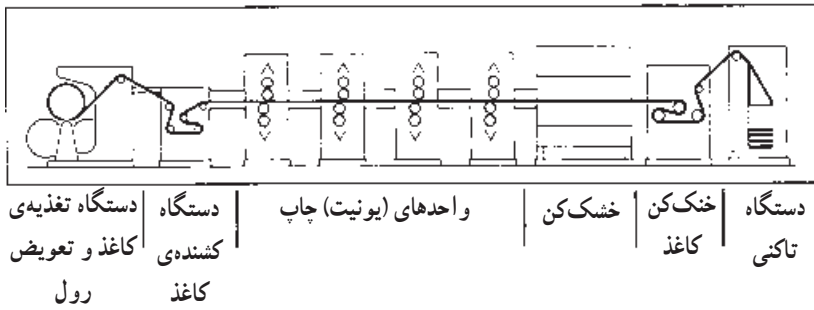 دستگاه
تاکنی
خنک‌کن
کاغذ
خشک‌کن
واحدهای (یونیت) چاپ
دستگاه
کشنده‌ی
کاغذ
دستگاه تغذیه‌ی
کاغذ و تعویض
رول